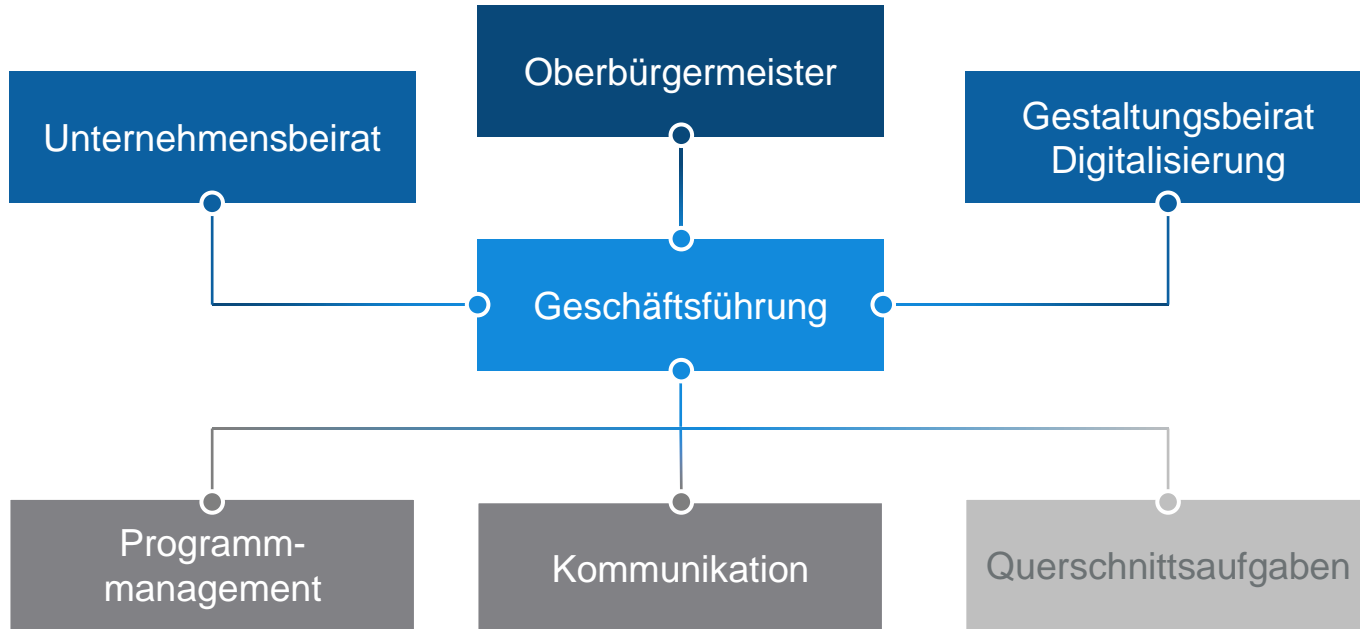 Oberbürgermeister
Unternehmensbeirat
Gestaltungsbeirat
Digitalisierung
Geschäftsführung
Programm-
management
Kommunikation
Querschnittsaufgaben